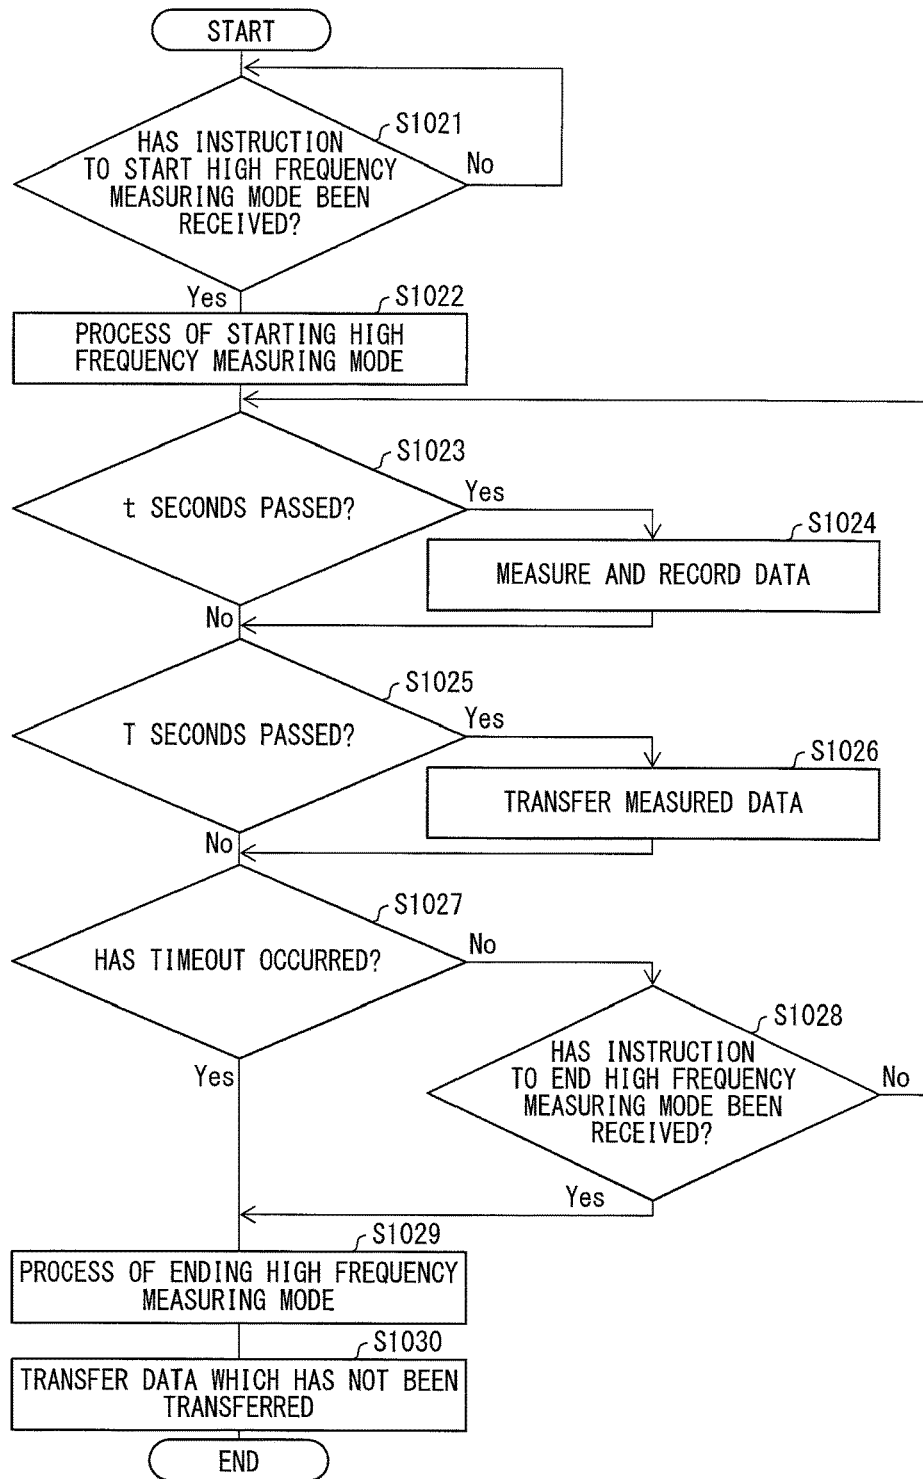 START
S1021
HAS INSTRUCTION
TO START HIGH FREQUENCY
MEASURING MODE BEEN
RECEIVED?
No
Yes
S1022
PROCESS OF STARTING HIGH
FREQUENCY MEASURING MODE
S1023
t SECONDS PASSED?
Yes
S1024
MEASURE AND RECORD DATA
No
S1025
T SECONDS PASSED?
Yes
S1026
TRANSFER MEASURED DATA
No
S1027
HAS TIMEOUT OCCURRED?
No
S1028
HAS INSTRUCTION
TO END HIGH FREQUENCY
MEASURING MODE BEEN
RECEIVED?
No
Yes
Yes
S1029
PROCESS OF ENDING HIGH FREQUENCY
MEASURING MODE
S1030
TRANSFER DATA WHICH HAS NOT BEEN
TRANSFERRED
END